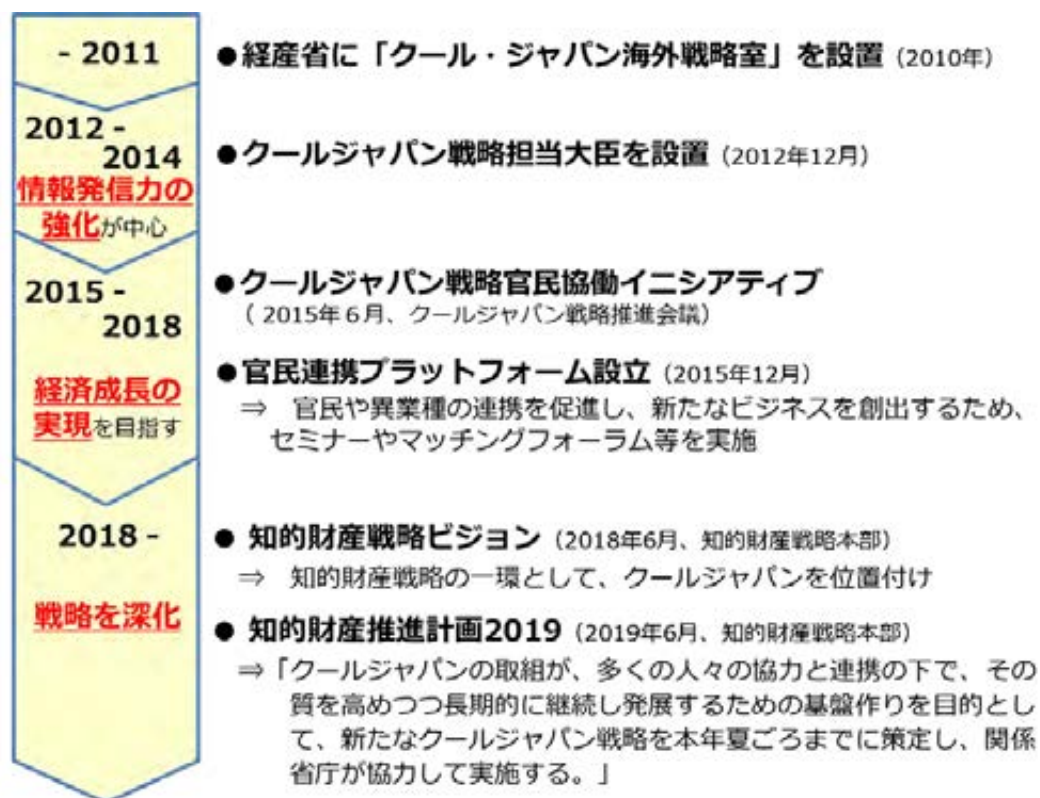 - 2011
●経産省に「クール・ジャパン海外戦略室」を設置（2010年）
2012 -
2014
情報発信力の
強化が中心
●クールジャパン戦略担当大臣を設置（2012年12月）
2015 -
2018
経済成長の
実現を目指す
●クールジャパン戦略官民協働イニシアティブ
（ 2015年６月、クールジャパン戦略推進会議）
●官民連携プラットフォーム設立（2015年12月）
⇒　官民や異業種の連携を促進し、新たなビジネスを創出するため、
セミナーやマッチングフォーラム等を実施
2018 -
戦略を深化
● 知的財産戦略ビジョン（2018年6月、知的財産戦略本部）
⇒　知的財産戦略の一環として、クールジャパンを位置付け
● 知的財産推進計画2019（2019年6月、知的財産戦略本部）
⇒「クールジャパンの取組が、多くの人々の協力と連携の下で、その
質を高めつつ長期的に継続し発展するための基盤作りを目的とし
て、新たなクールジャパン戦略を本年夏ごろまでに策定し、関係
省庁が協力して実施する。」